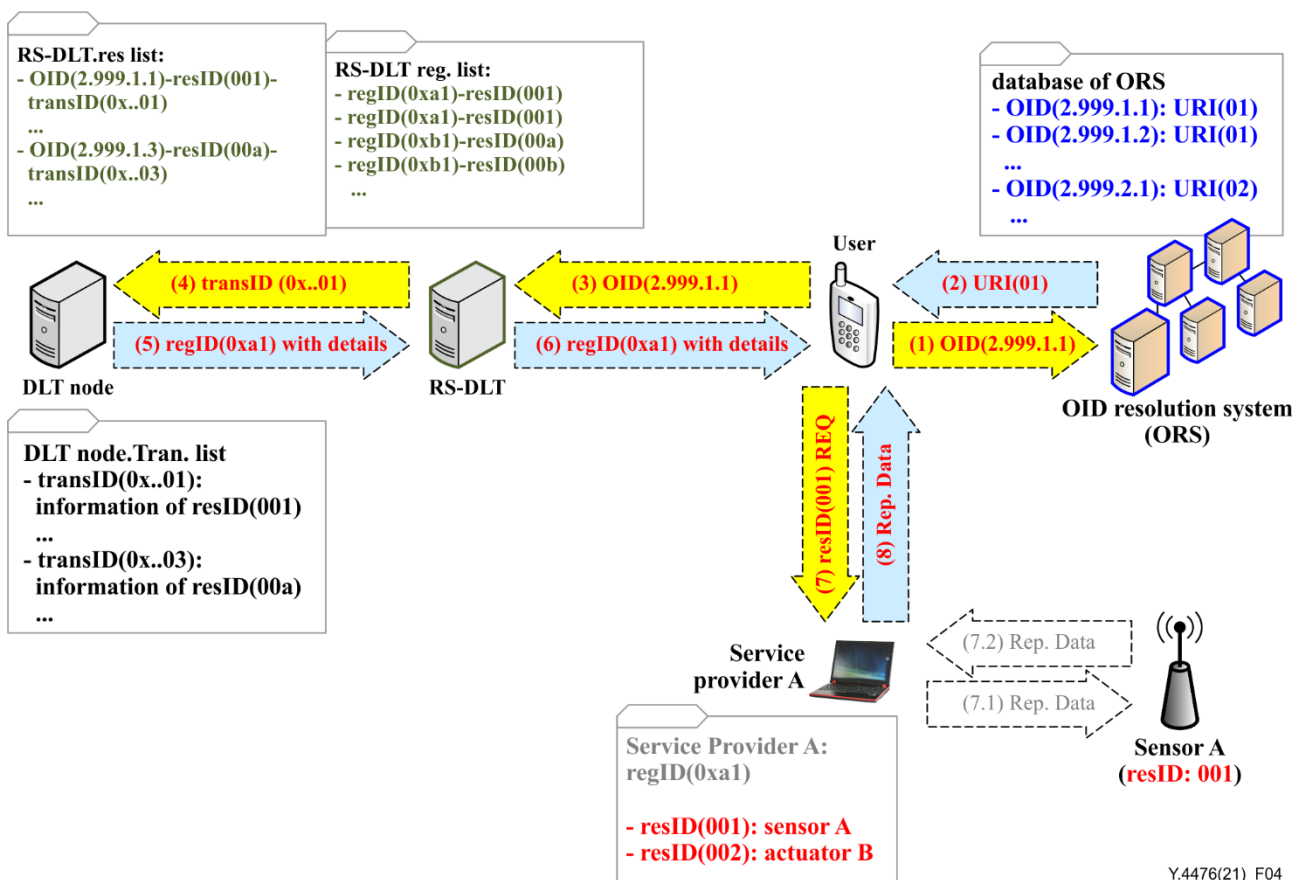 RS-DLT.res list:
- OID(2.999.1.1)-resID(001)-
transID(0x..01)
...
- OID(2.999.1.3)-resID(00a)-
transID(0x..03)
...
RS-DLT reg. list:
- regID(0xa1)-resID(001)
- regID(0xa1)-resID(001)
- regID(0xb1)-resID(00a)
- regID(0xb1)-resID(00b)
...
database of ORS
- OID(2.999.1.1): URI(01)
- OID(2.999.1.2): URI(01)
...
- OID(2.999.2.1): URI(02)
...
User
(4) transID (0x..01)
(3) OID(2.999.1.1)
(2) URI(01)
(5) regID(0xa1) with details
(6) regID(0xa1) with details
(1) OID(2.999.1.1)
DLT node
RS-DLT
OID resolution system
(ORS)
DLT node.Tran. list
- transID(0x..01):
information of resID(001)
...
- transID(0x..03):
information of resID(00a)
...
(7) resID(001) REQ
(8) Rep. Data
Service
provider A
(7.2) Rep. Data
(7.1) Rep. Data
Sensor A
(resID: 001)
Service Provider A:
regID(0xa1)
- resID(001): sensor A
- resID(002): actuator B
Y.4476(21)_F04